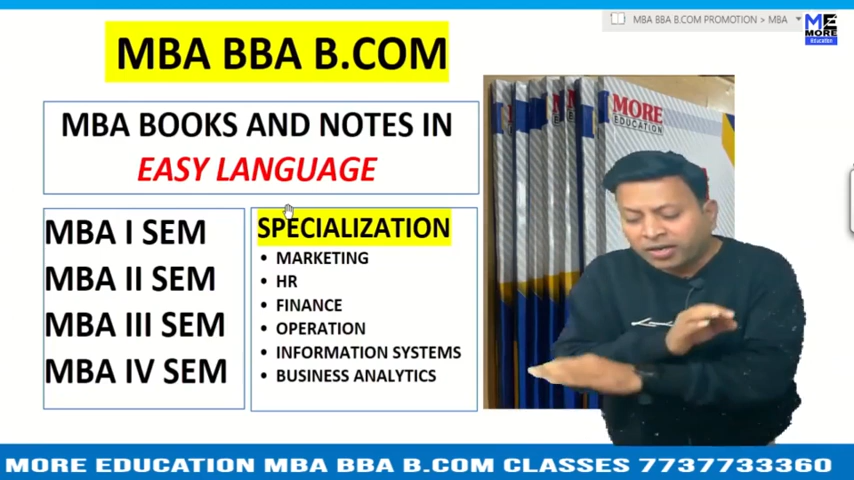 MBA BBA B.COM PROMOTION > MBA
ME
MORE
Education
MBA BBA B.COM
MBA BOOKS AND NOTES IN
EASY LANGUAGE
MORE
EDUCATION
MBA I SEM
MBA II SEM
MBA III SEM
MBA IV SEM
SPECIALIZATION
• MARKETING
• HR
• FINANCE
• OPERATION
• INFORMATION SYSTEMS
• BUSINESS ANALYTICS
MORE EDUCATION MBA BBA B.COM CLASSES 7737733360